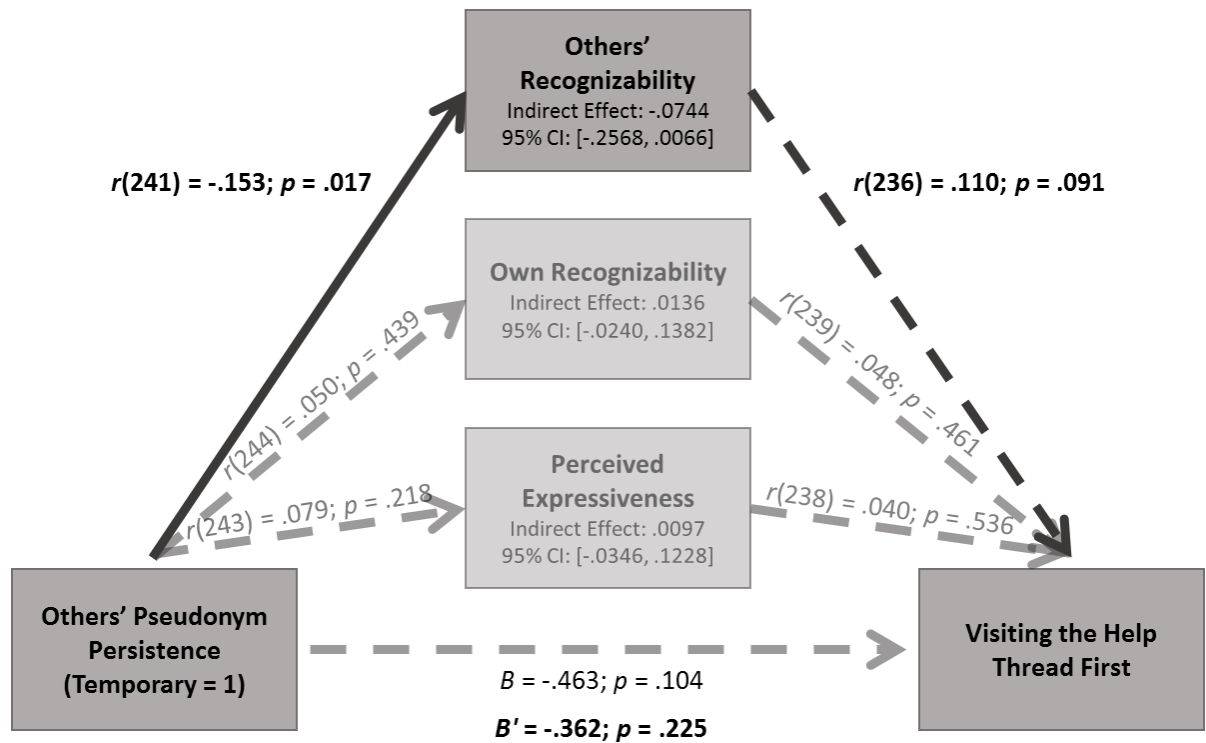 Others’
Recognizability
Indirect Effect: -.0744
95% CI: [-.2568, .0066]
r(241) = -.153; p = .017
r(236) = .110; p = .091
Own Recognizability
Indirect Effect: .0136
95% CI: [-.0240, .1382]
r(244) = .050; p = .439
r(239) = .048; p = .461
Perceived
Expressiveness
Indirect Effect: .0097
95% CI: [-.0346, .1228]
r(243) = .079; p = .218
r(238) = .040; p = .536
Others’ Pseudonym
Persistence
(Temporary = 1)
Visiting the Help
Thread First
B = -.463; p = .104
B' = -.362; p = .225